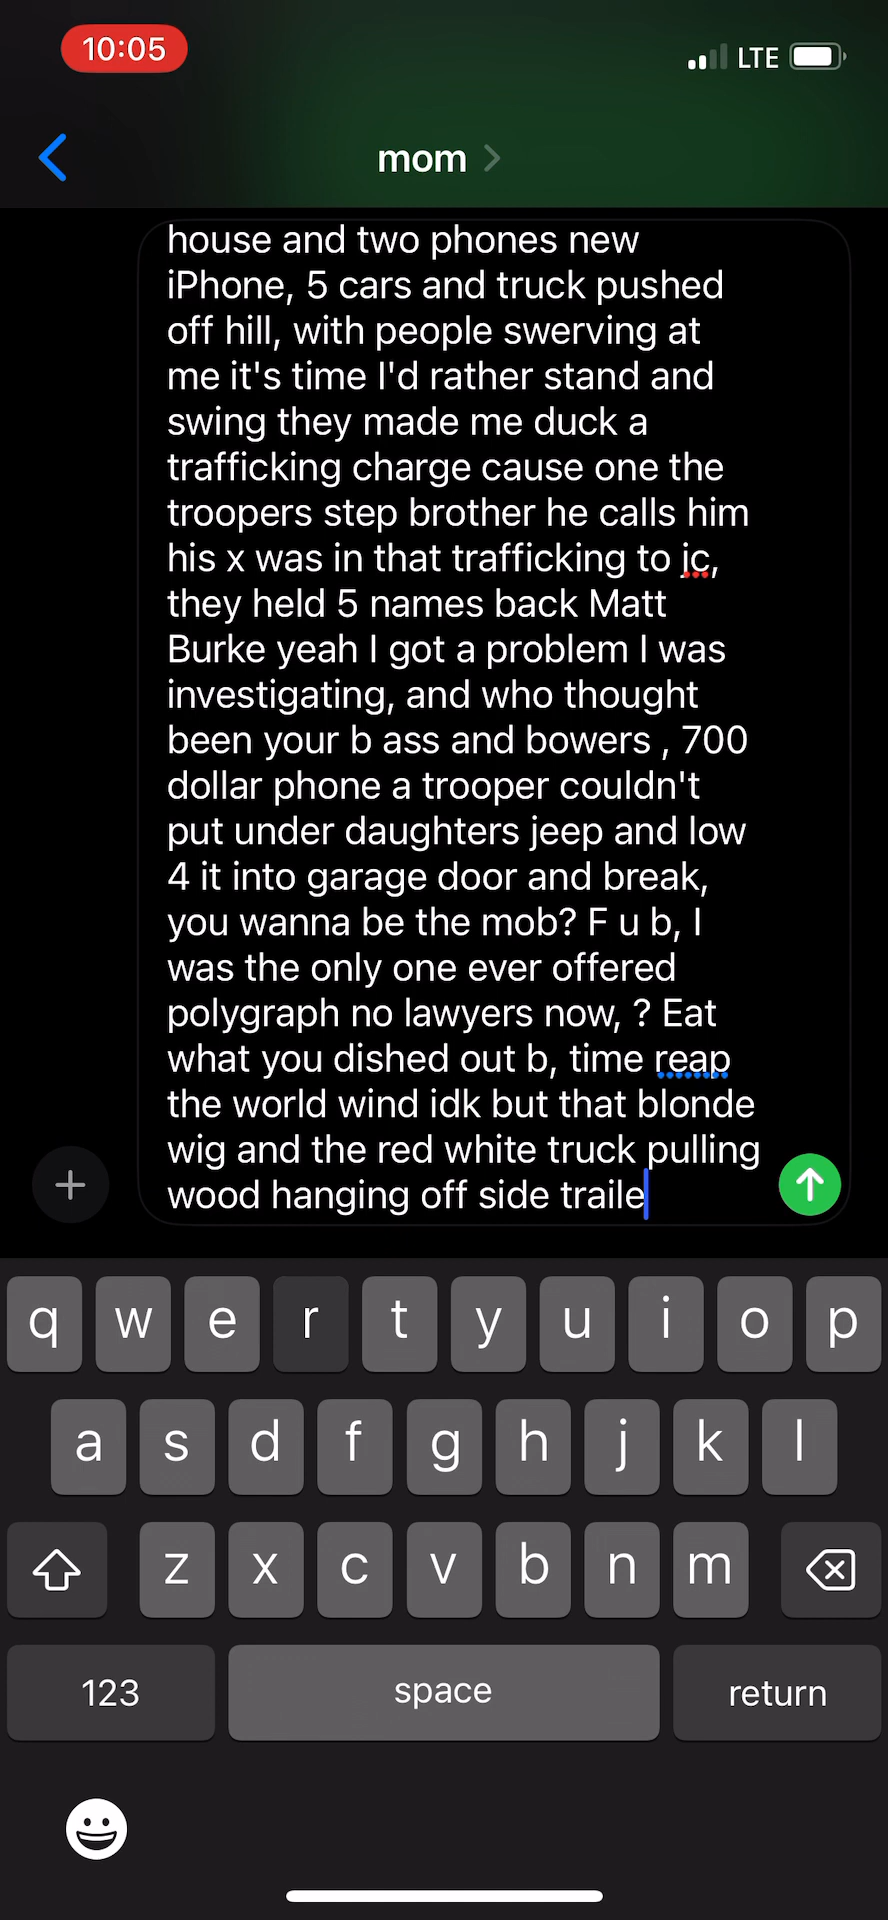 10:05
LTE
mom
house and two phones new
iPhone, 5 cars and truck pushed
off hill, with people swerving at
me it's time I'd rather stand and
swing they made me duck a
trafficking charge cause one the
troopers step brother he calls him
his x was in that trafficking to jc,
they held 5 names back Matt
Burke yeah I got a problem I was
investigating, and who thought
been your b ass and bowers , 700
dollar phone a trooper couldn't
put under daughters jeep and low
4 it into garage door and break,
you wanna be the mob? F u b, I
was the only one ever offered
polygraph no lawyers now, ? Eat
what you dished out b, time reap
the world wind idk but that blonde
wig and the red white truck pulling
wood hanging off side traile
q w e r t y u i o p
a s d f g h j k l
z x c v b n m
123 space return